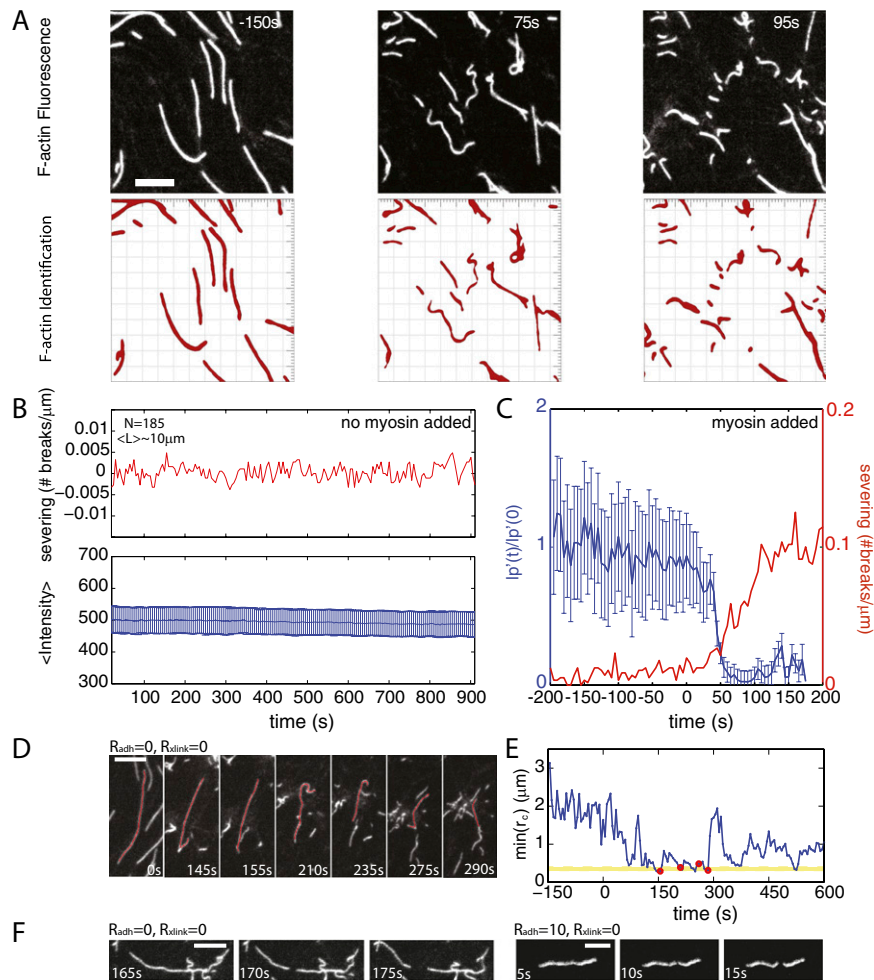 A
F-actin Fluorescence
-150s
75s
95s
F-actin Identification
B
severing (# breaks/μm)
0.01
0.005
0
−0.005
−0.01
N=185
<L>~10μm
no myosin added
<Intensity>
700
600
500
400
300
100 200 300 400 500 600 700 800 900
time (s)
C
lp'(t)/lp'(0)
2
1
0
myosin added
0.2
0.1
0
severing (#breaks/μm)
-200 -150 -100 -50 0 50 100 150 200
time (s)
D
Radh=0, Rxlink=0
0s
145s
155s
210s
235s
275s
290s
E
min(rc) (μm)
3
2
1
0
−150 0 150 300 450 600
time (s)
F
Radh=0, Rxlink=0
165s
170s
175s
Radh=10, Rxlink=0
5s
10s
15s